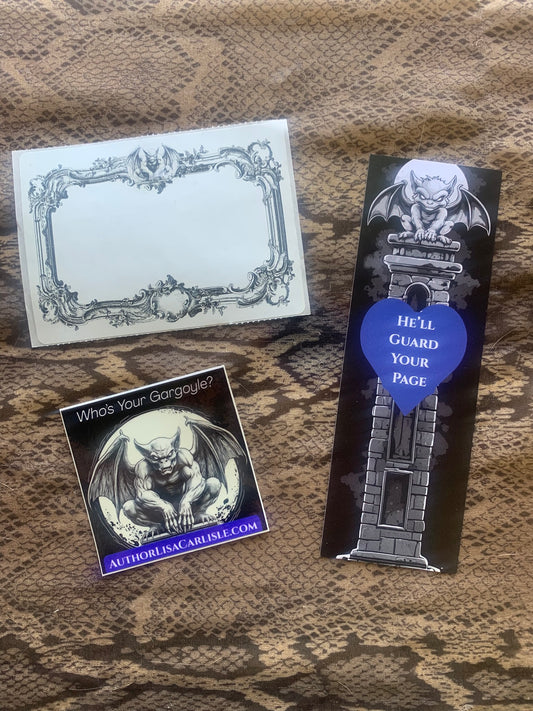 He'll
Guard
Your
Page
Who's Your Gargoyle?
AuthorLisaCarlisle.com